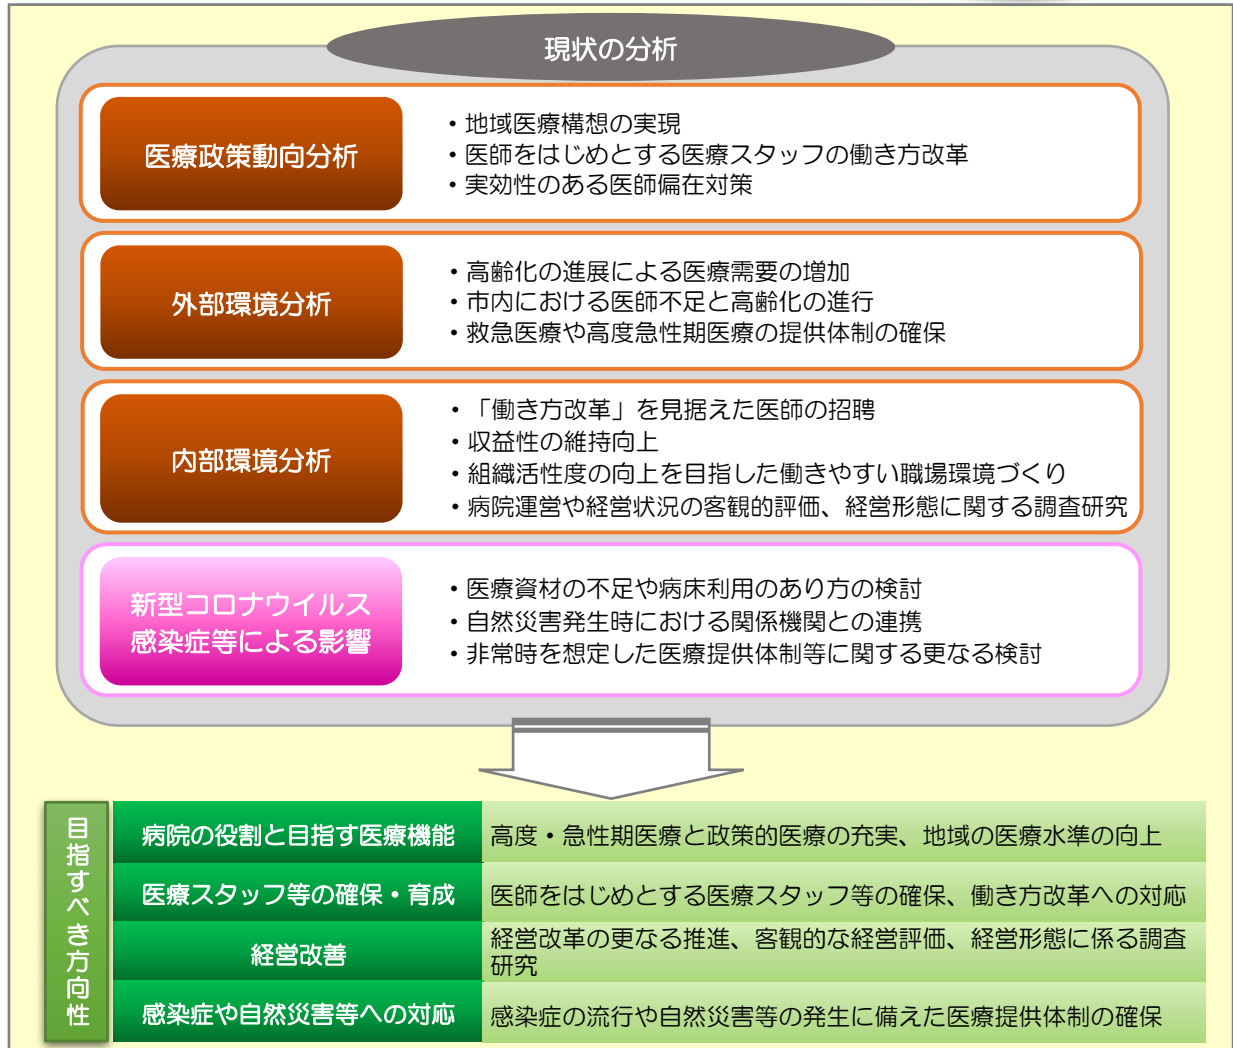 現状の分析
医療政策動向分析
・地域医療構想の実現
・医師をはじめとする医療スタッフの働き方改革
・実効性のある医師偏在対策
外部環境分析
・高齢化の進展による医療需要の増加
・市内における医師不足と高齢化の進行
・救急医療や高度急性期医療の提供体制の確保
内部環境分析
・「働き方改革」を見据えた医師の招聘
・収益性の維持向上
・組織活性度の向上を目指した働きやすい職場環境づくり
・病院運営や経営状況の客観的評価、経営形態に関する調査研究
新型コロナウイルス
感染症等による影響
・医療資材の不足や病床利用のあり方の検討
・自然災害発生時における関係機関との連携
・非常時を想定した医療提供体制等に関する更なる検討
目指すべき方向性
病院の役割と目指す医療機能
高度・急性期医療と政策的医療の充実、地域の医療水準の向上
医療スタッフ等の確保・育成
医師をはじめとする医療スタッフ等の確保、働き方改革への対応
経営改善
経営改革の更なる推進、客観的な経営評価、経営形態に係る調査
研究
感染症や自然災害等への対応
感染症の流行や自然災害等の発生に備えた医療提供体制の確保